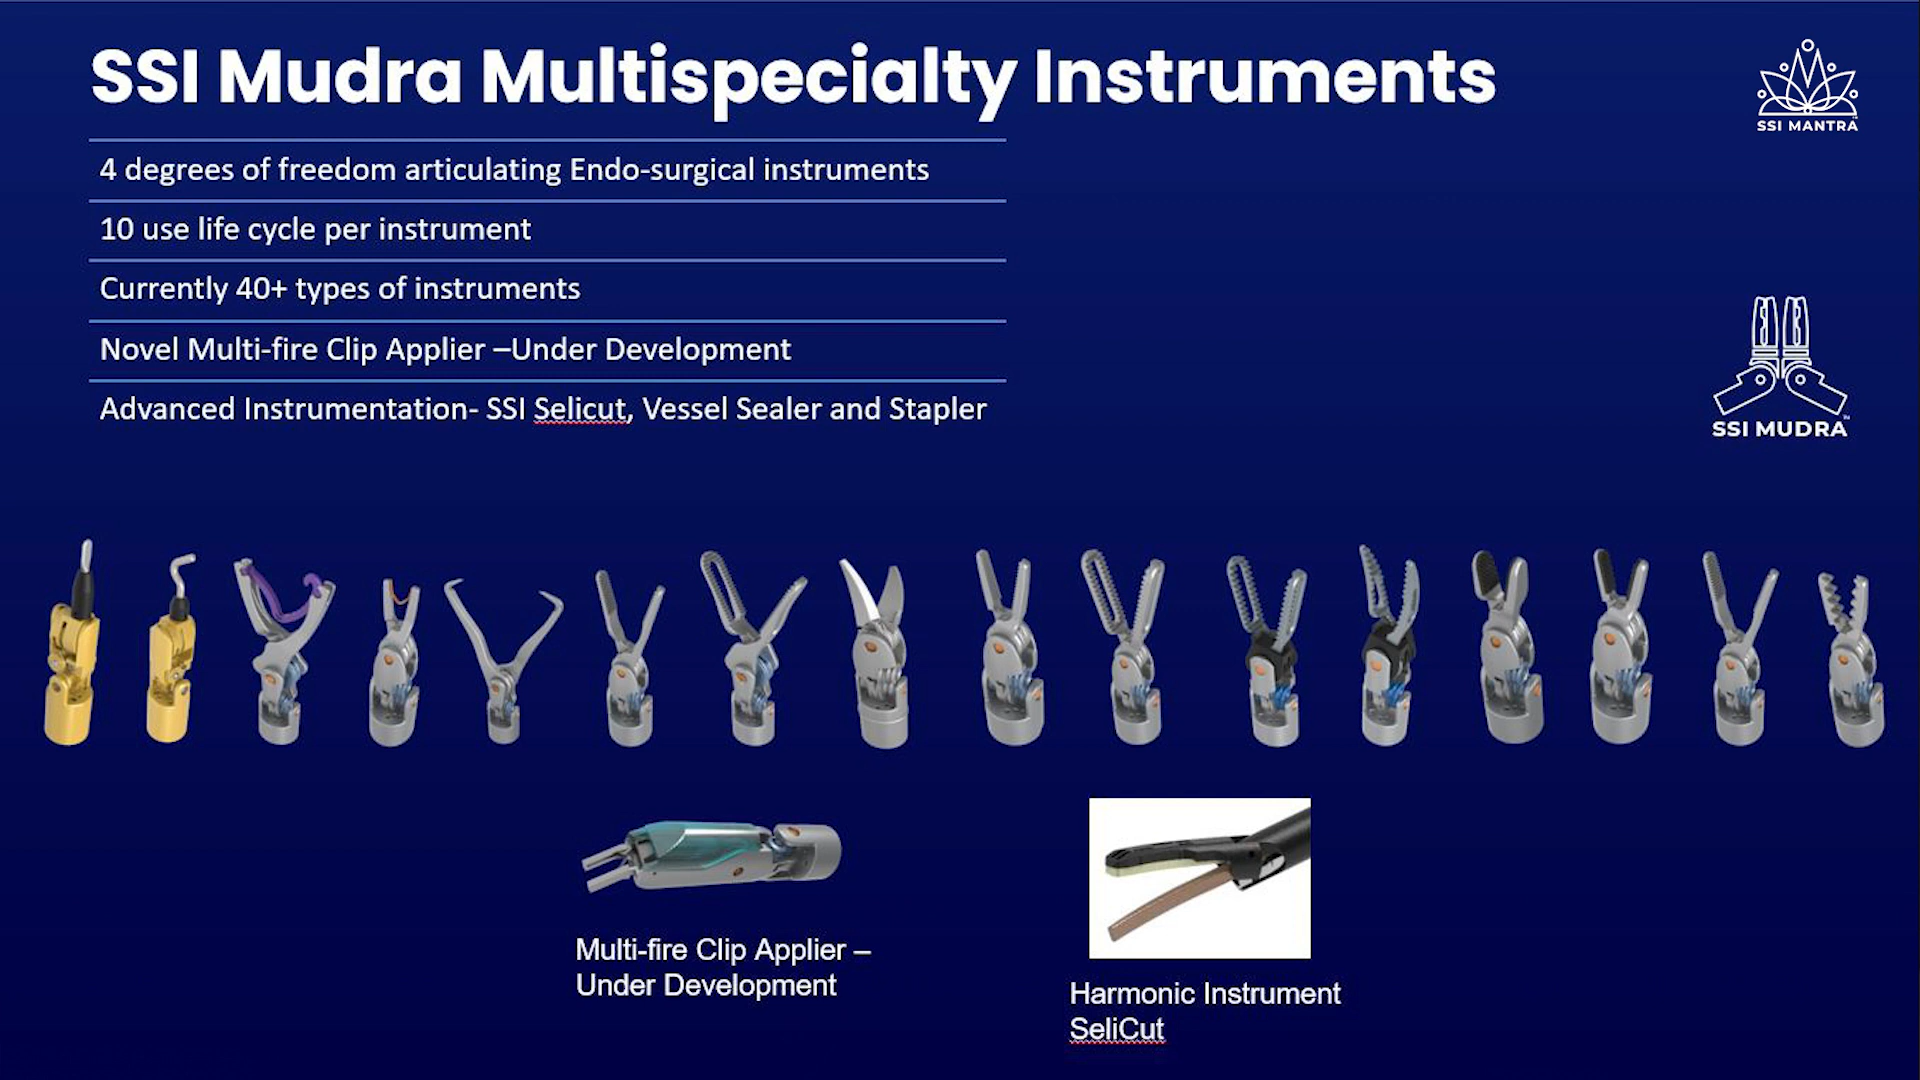 SSI Mudra Multispecialty Instruments
SSI MANTRA
4 degrees of freedom articulating Endo-surgical instruments
10 use life cycle per instrument
Currently 40+ types of instruments
Novel Multi-fire Clip Applier –Under Development
Advanced Instrumentation- SSI Selicut, Vessel Sealer and Stapler
SSI MUDRA™
Multi-fire Clip Applier –
Under Development
Harmonic Instrument
SeliCut